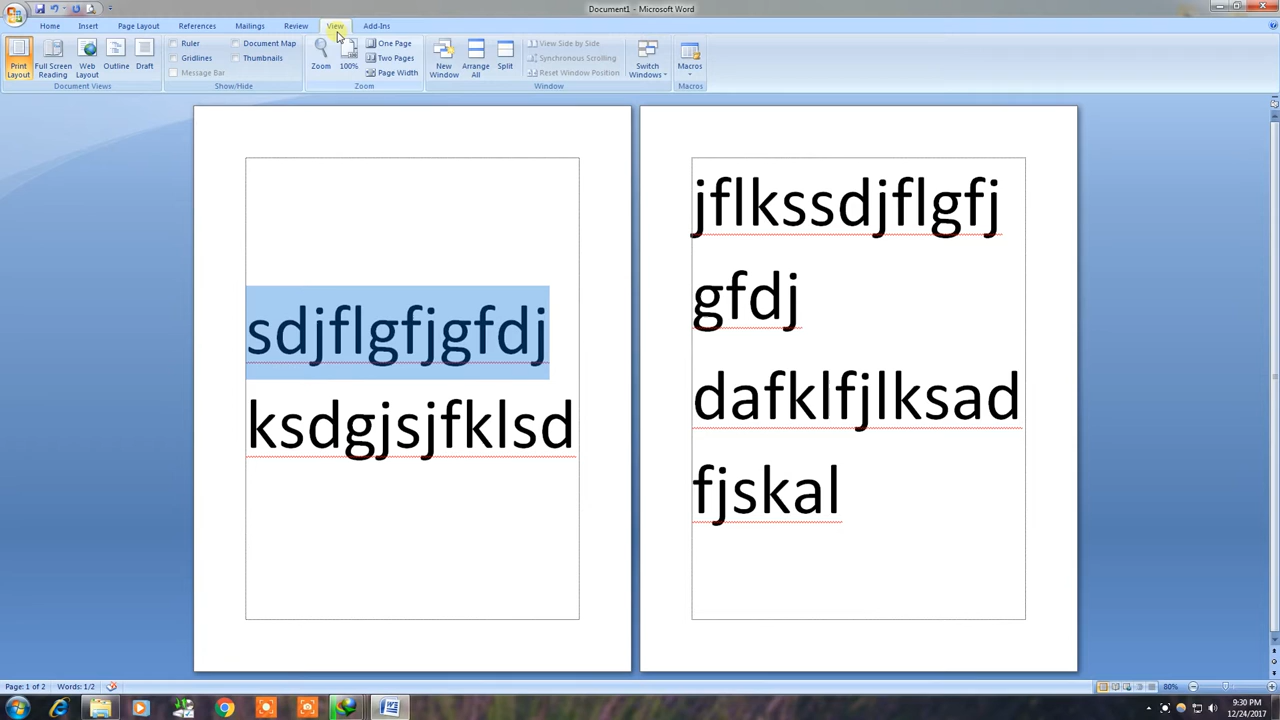 Document1 - Microsoft Word
Home Insert Page Layout References Mailings Review View Add-Ins
Ruler Document Map One Page View Side by Side
Gridlines Thumbnails Two Pages Synchronous Scrolling
Message Bar Page Width Reset Window Position
Print Layout Full Screen Reading Web Layout Outline Draft Zoom 100% New Window Arrange All Split Switch Windows Macros
Document Views Show/Hide Zoom Window Macros
sdjflgfjgfdj
ksdgjsjfklsd
jflkssdjflgfj
gfdj
dafklfjlksad
fjskal
Page: 1 of 2 Words: 1/2 80%
9:30 PM
12/24/2017